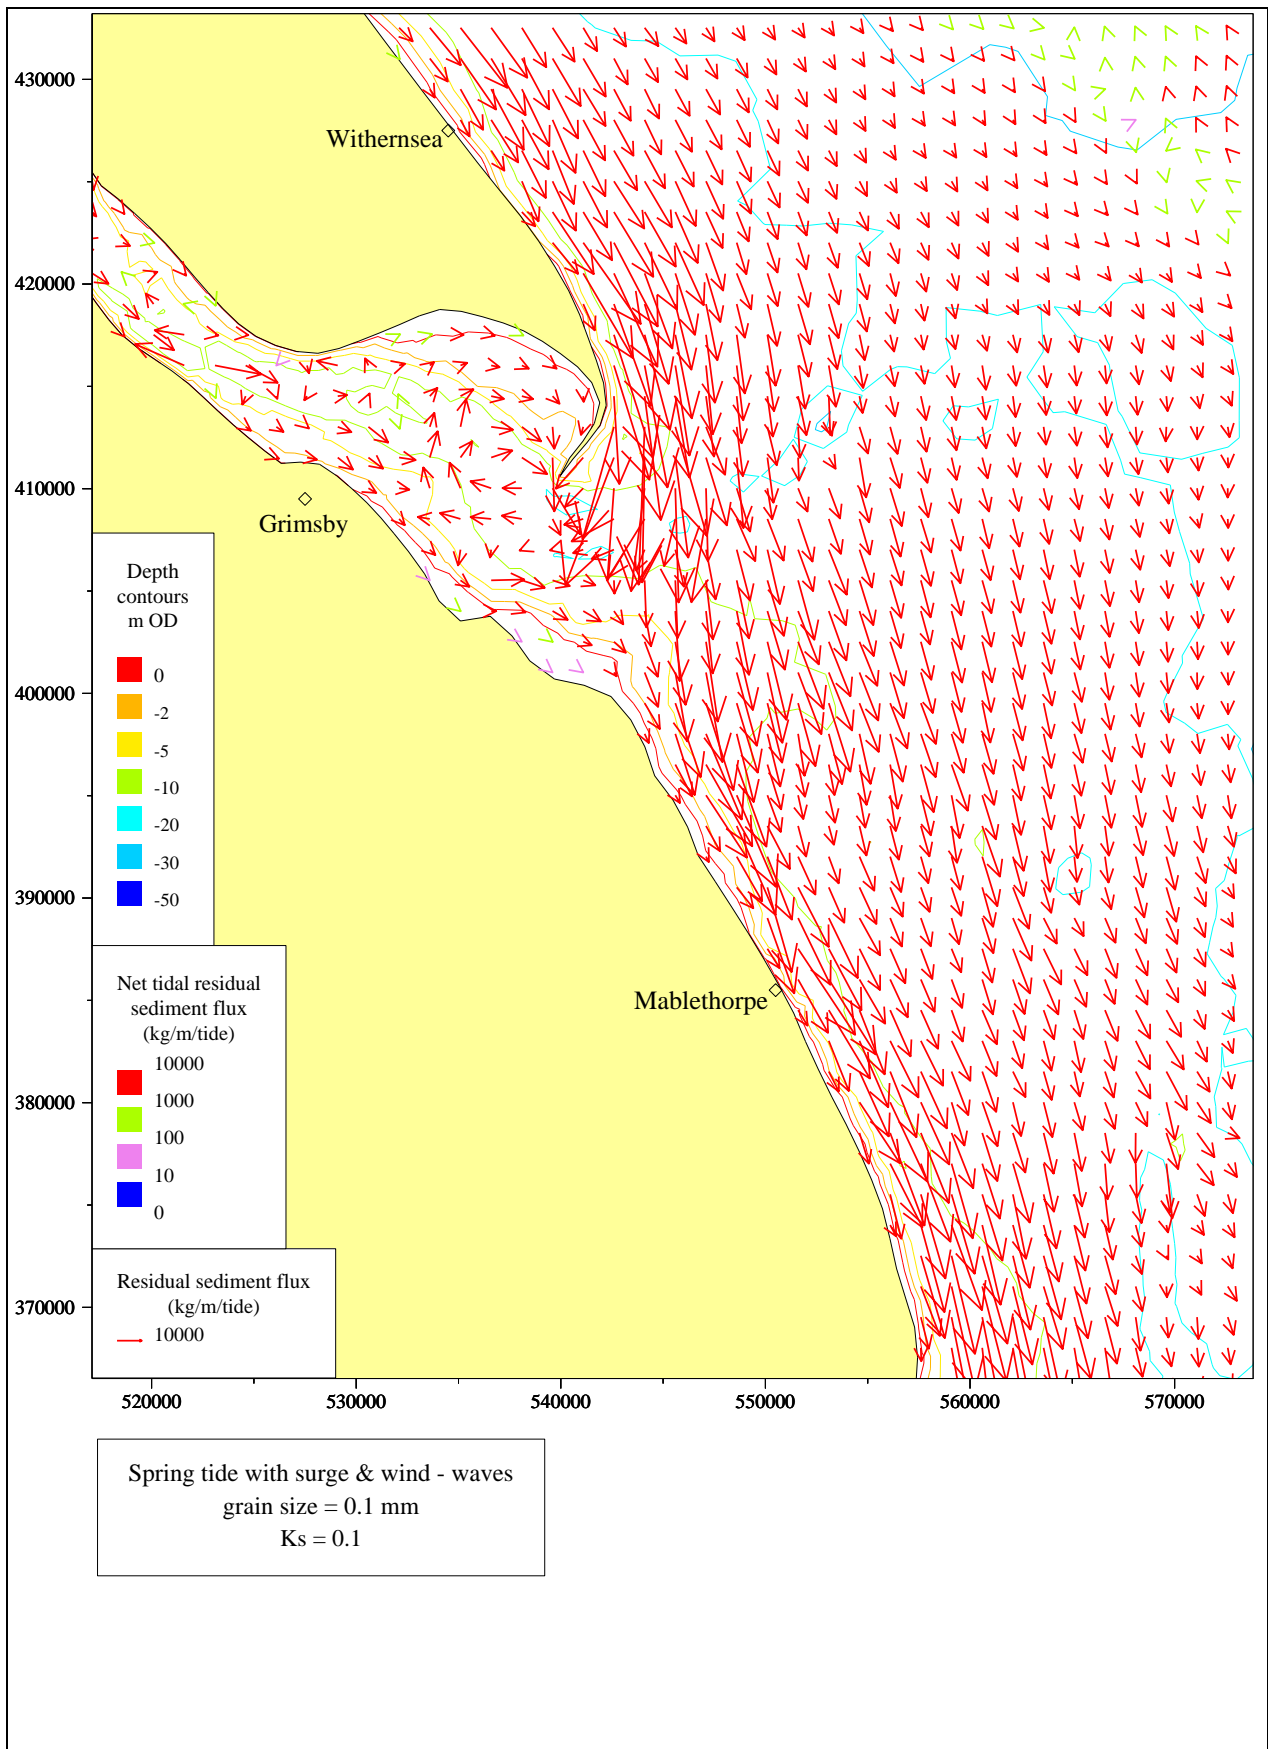 430000
Withernsea
420000
410000
Grimsby
Depth
contours
m OD
0
-2
-5
-10
-20
-30
-50
400000
390000
Net tidal residual
sediment flux
(kg/m/tide)
10000
1000
100
10
0
Mablethorpe
380000
Residual sediment flux
(kg/m/tide)
10000
370000
520000 530000 540000 550000 560000 570000
Spring tide with surge & wind - waves
grain size = 0.1 mm
Ks = 0.1